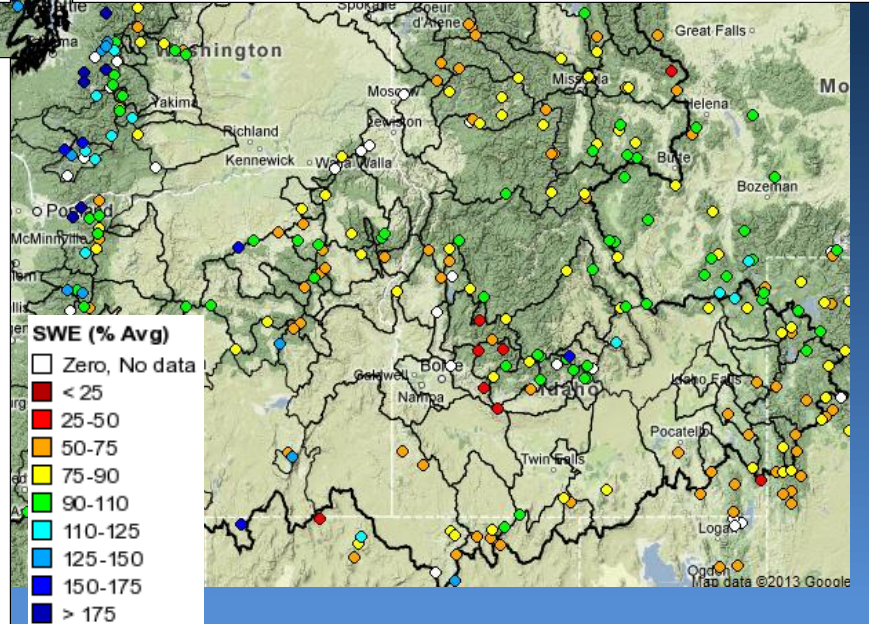 Spokane
Coeur
d'Alene
Great Falls
Washington
Missoula
Mo
Moscow
Helena
Yakima
Lewiston
Richland
Kennewick
Walla Walla
Butte
Bozeman
Portland
McMinnville
SWE (% Avg)
Zero, No data
< 25
25-50
50-75
75-90
90-110
110-125
125-150
150-175
> 175
Boise
Caldwell
Nampa
Idaho
Idaho Falls
Pocatello
Twin Falls
Logan
Ogden
Map data ©2013 Google